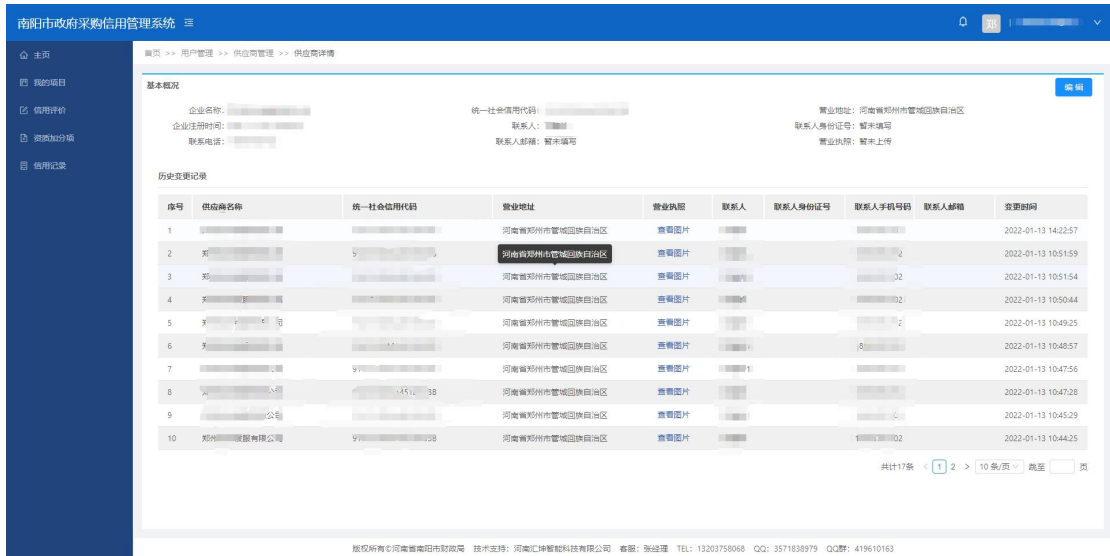 南阳市政府采购信用管理系统
郑
主页
我的项目
信用评价
资质加分项
信用记录
首页 >> 用户管理 >> 供应商管理 >> 供应商详情
基本概况 编辑
企业名称: 统一社会信用代码: 营业地址: 河南省郑州市管城回族自治区
企业注册时间: 联系人: 联系人身份证号: 暂未填写
联系电话: 联系人邮箱: 暂未填写 营业执照: 暂未上传
历史变更记录
序号 供应商名称 统一社会信用代码 营业地址 营业执照 联系人 联系人身份证号 联系人手机号码 联系人邮箱 变更时间
1 河南省郑州市管城回族自治区 查看图片 2022-01-13 14:22:57
2 河南省郑州市管城回族自治区 查看图片 2022-01-13 10:51:59
3 郑 河南省郑州市管城回族自治区 查看图片 02 2022-01-13 10:51:54
4 河南省郑州市管城回族自治区 查看图片 02 2022-01-13 10:50:44
5 河南省郑州市管城回族自治区 查看图片 2022-01-13 10:49:25
6 河南省郑州市管城回族自治区 查看图片 2022-01-13 10:48:57
7 河南省郑州市管城回族自治区 查看图片 2022-01-13 10:47:56
8 河南省郑州市管城回族自治区 查看图片 2022-01-13 10:47:28
9 公司 河南省郑州市管城回族自治区 查看图片 2022-01-13 10:45:29
10 郑州 服有限公司 河南省郑州市管城回族自治区 查看图片 02 2022-01-13 10:44:25
共计17条 < 1 2 > 10 条/页 跳至 页
版权所有©河南省南阳市财政局 技术支持: 河南汇坤智能科技有限公司 客服: 张经理 TEL: 13203758068 QQ: 3571838979 QQ群: 419610163